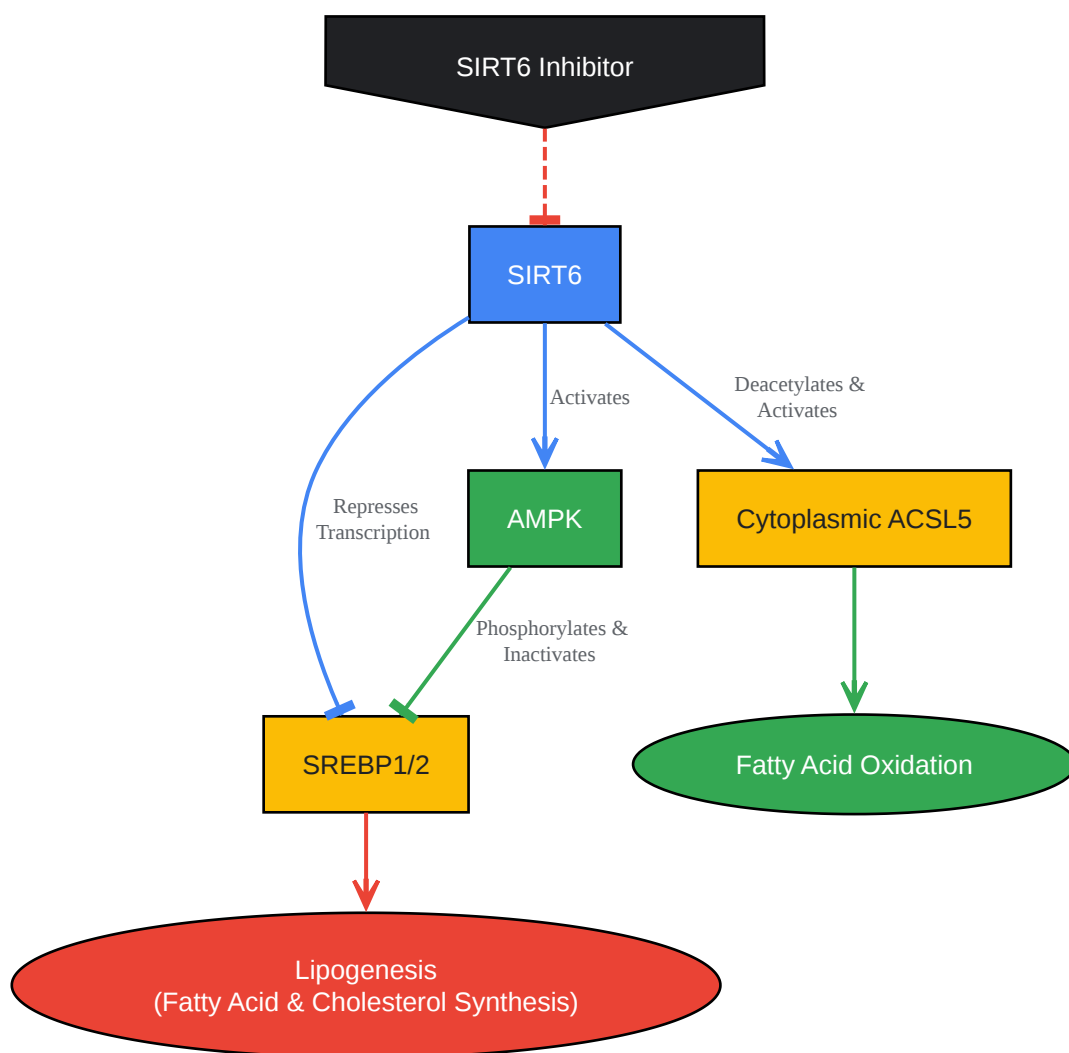 SIRT6 Inhibitor
SIRT6
Activates
Deacetylates &
Activates
Represses
Transcription
AMPK
Cytoplasmic ACSL5
Phosphorylates &
Inactivates
SREBP1/2
Fatty Acid Oxidation
Lipogenesis
(Fatty Acid & Cholesterol Synthesis)